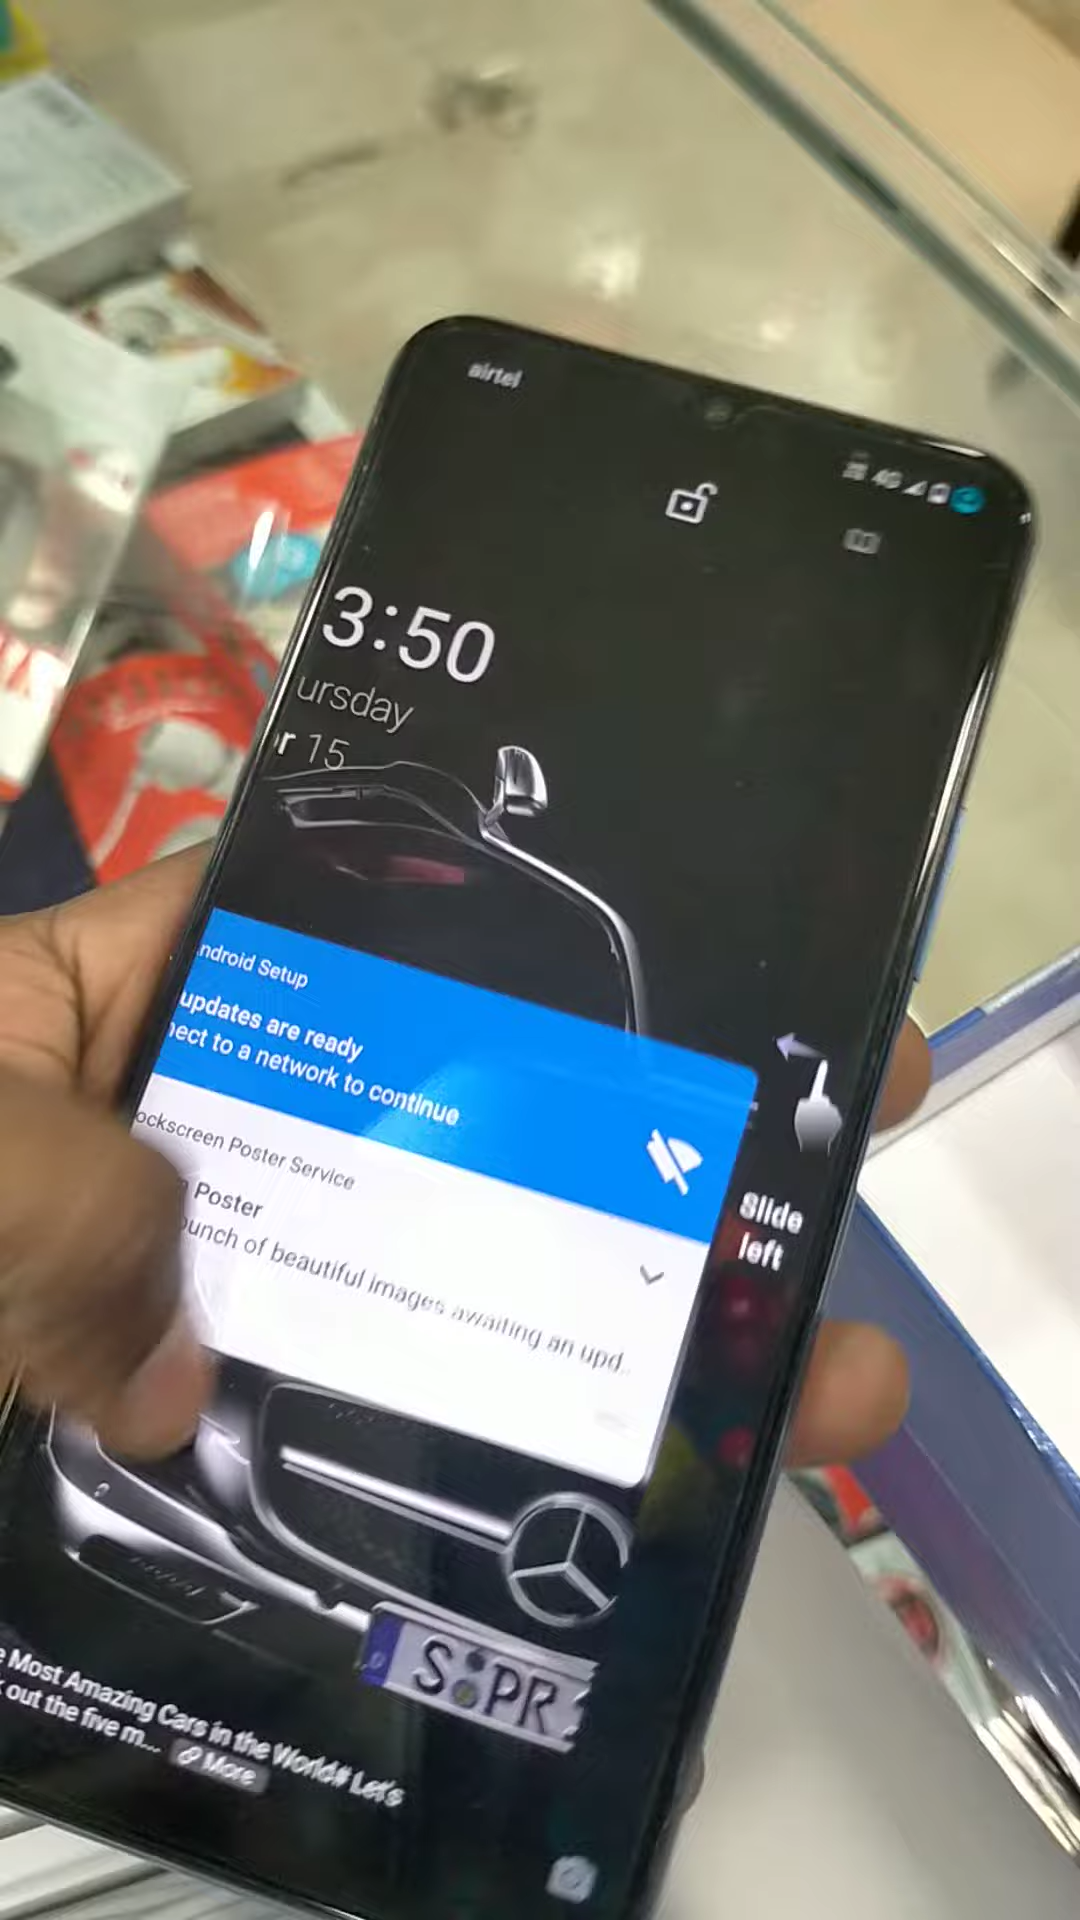 airtel
4G
3:50
ursday
r 15
ndroid Setup
updates are ready
nect to a network to continue
ockscreen Poster Service
Poster
bunch of beautiful images awaiting an upd..
Slide
left
S PR
e Most Amazing Cars in the World# Let's
k out the five m... More